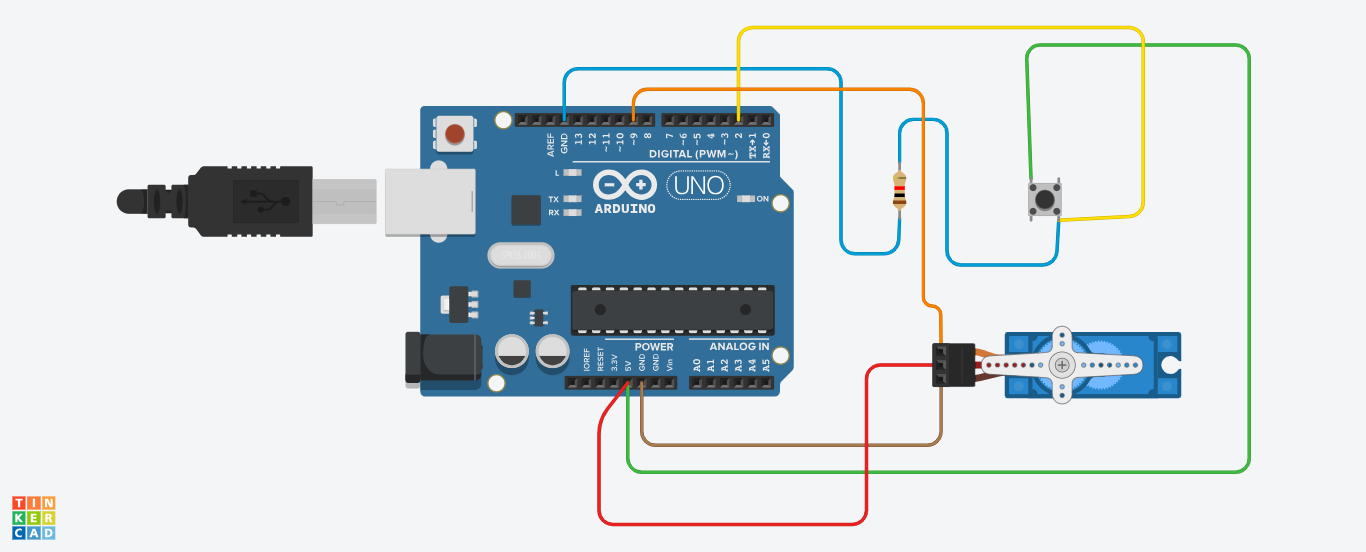 AREF
GND
13
12
~11
~10
~9
8
7
~6
~5
4
~3
2
TX→1
RX←0
DIGITAL (PWM~)
L
TX
RX
UNO
ON
ARDUINO
POWER
ANALOG IN
IOREF
RESET
3.3V
5V
GND
GND
Vin
A0
A1
A2
A3
A4
A5
TIN
KER
CAD